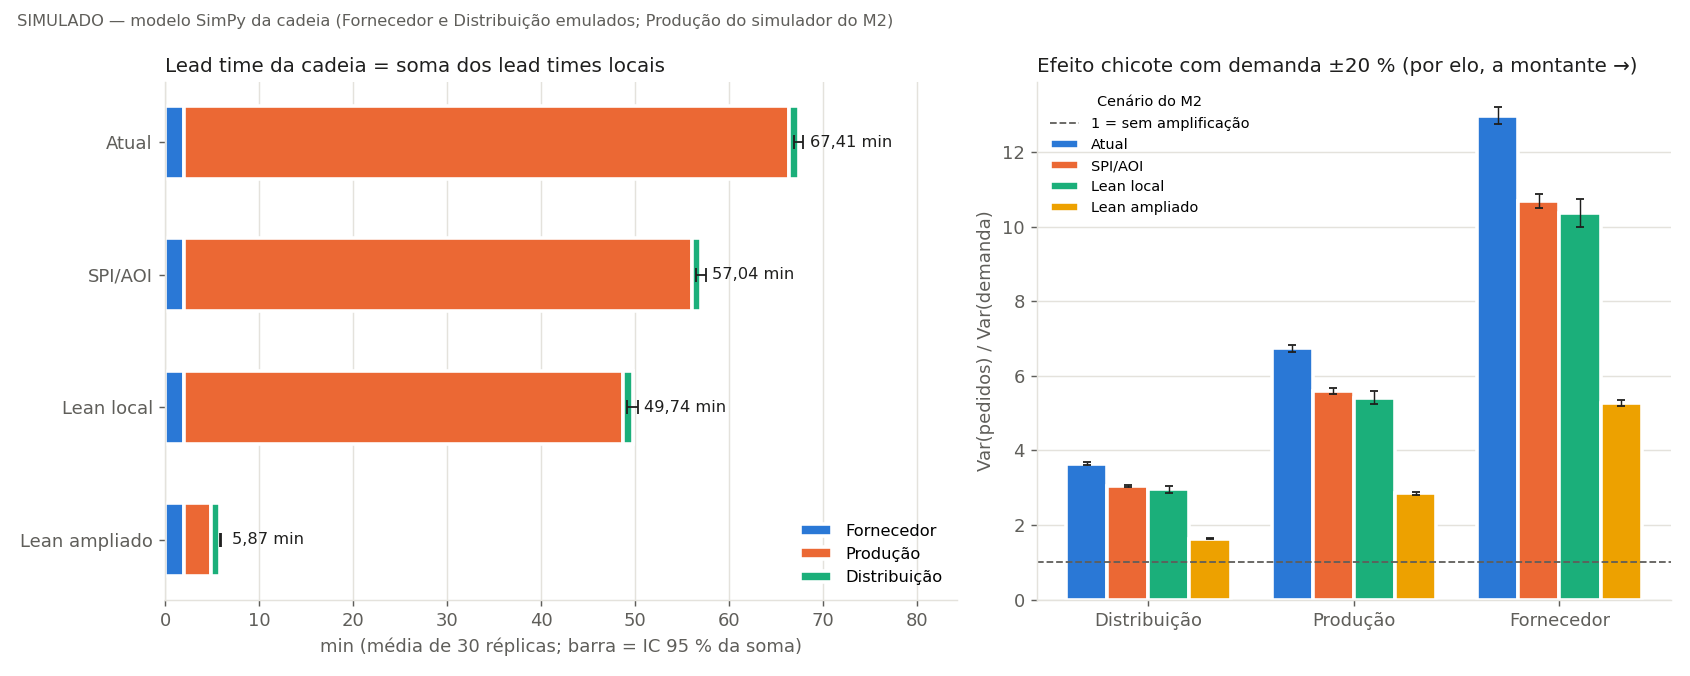 SIMULADO — modelo SimPy da cadeia (Fornecedor e Distribuição emulados; Produção do simulador do M2)
Lead time da cadeia = soma dos lead times locais
Atual
67,41 min
SPI/AOI
57,04 min
Lean local
49,74 min
Lean ampliado
5,87 min
Fornecedor
Produção
Distribuição
0 10 20 30 40 50 60 70 80
min (média de 30 réplicas; barra = IC 95 % da soma)
Efeito chicote com demanda ±20 % (por elo, a montante →)
Cenário do M2
1 = sem amplificação
Atual
SPI/AOI
Lean local
Lean ampliado
Var(pedidos) / Var(demanda)
12
10
8
6
4
2
0
Distribuição Produção Fornecedor